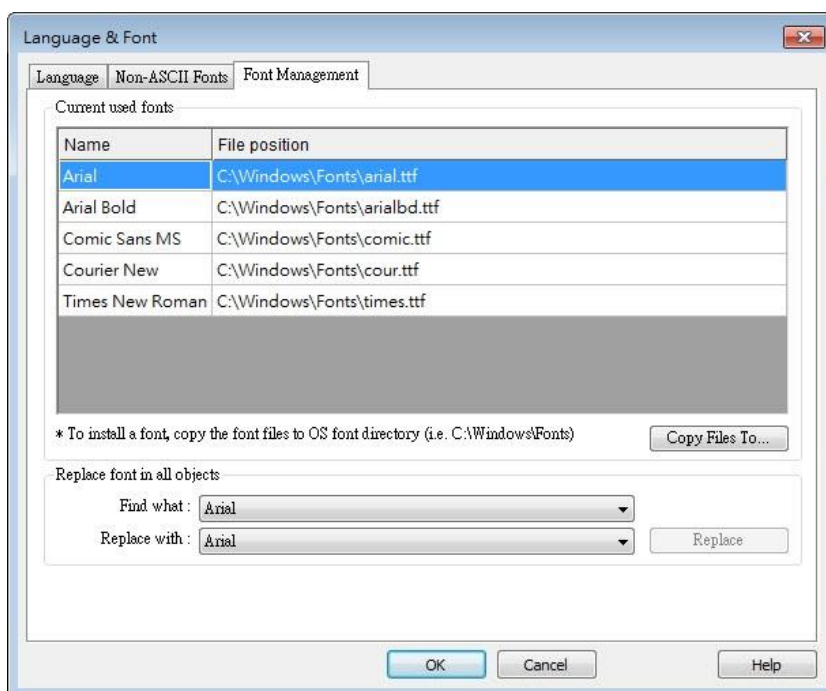 Language & Font
Language Non-ASCII Fonts Font Management
Current used fonts
Name File position
Arial C:\Windows\Fonts\arial.ttf
Arial Bold C:\Windows\Fonts\arialbd.ttf
Comic Sans MS C:\Windows\Fonts\comic.ttf
Courier New C:\Windows\Fonts\cour.ttf
Times New Roman C:\Windows\Fonts\times.ttf
* To install a font, copy the font files to OS font directory (i.e. C:\Windows\Fonts) Copy Files To...
Replace font in all objects
Find what : Arial
Replace with : Arial Replace
OK Cancel Help